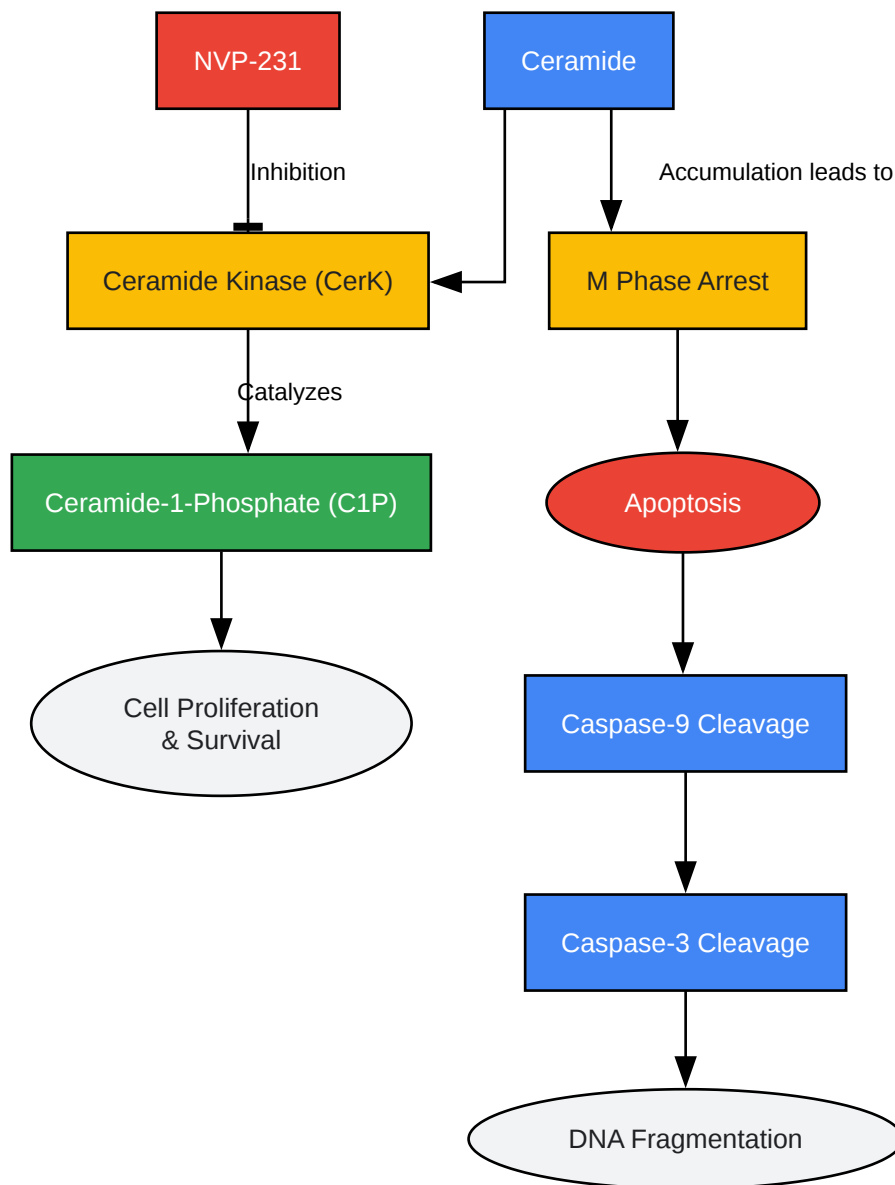 NVP-231
Ceramide
Inhibition
Accumulation leads to
Ceramide Kinase (CerK)
M Phase Arrest
Catalyzes
Ceramide-1-Phosphate (C1P)
Apoptosis
Cell Proliferation
& Survival
Caspase-9 Cleavage
Caspase-3 Cleavage
DNA Fragmentation